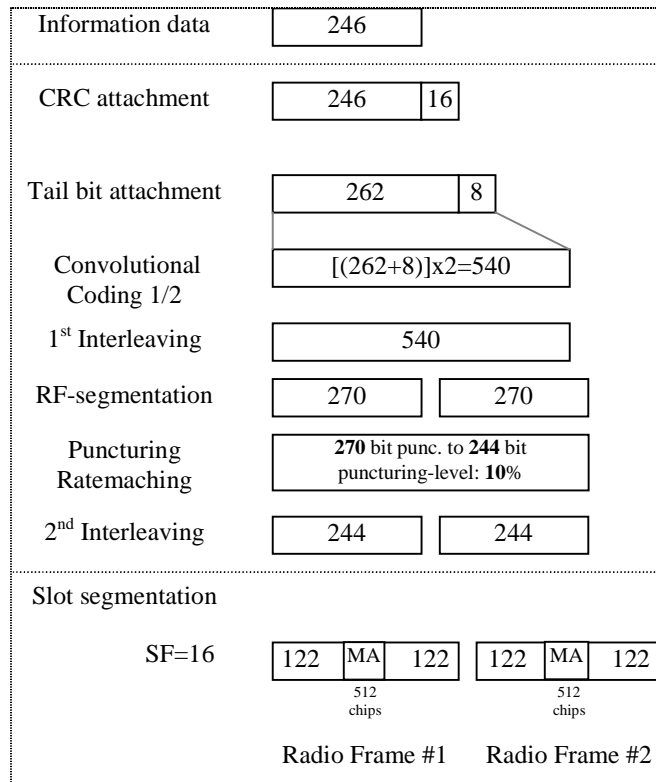 Information data
246
CRC attachment
246 16
Tail bit attachment
262 8
Convolutional
Coding 1/2
[(262+8)]x2=540
1st Interleaving
540
RF-segmentation
270 270
Puncturing
Ratemaching
270 bit punc. to 244 bit
puncturing-level: 10%
2nd Interleaving
244 244
Slot segmentation
SF=16
122 MA 122 122 MA 122
512 512
chips chips
Radio Frame #1 Radio Frame #2